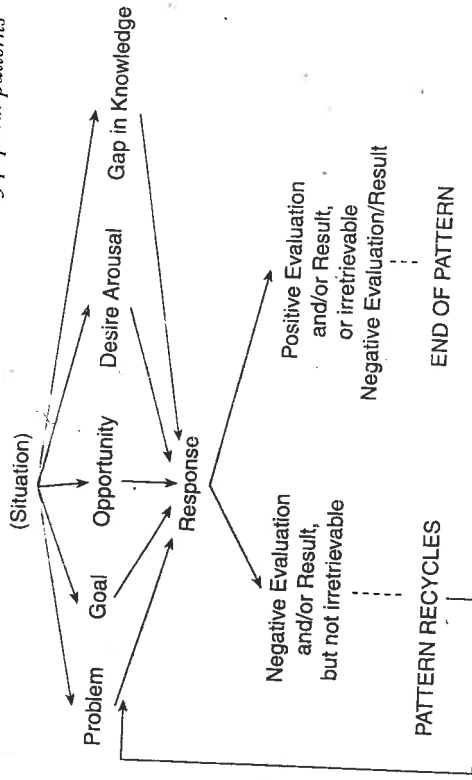 (Situation)
Problem
Goal
Opportunity
Desire Arousal
Gap in Knowledge
Response
Negative Evaluation
and/or Result,
but not irretrievable
Positive Evaluation
and/or Result,
or irretrievable
Negative Evaluation/Result
PATTERN RECYCLES
END OF PATTERN